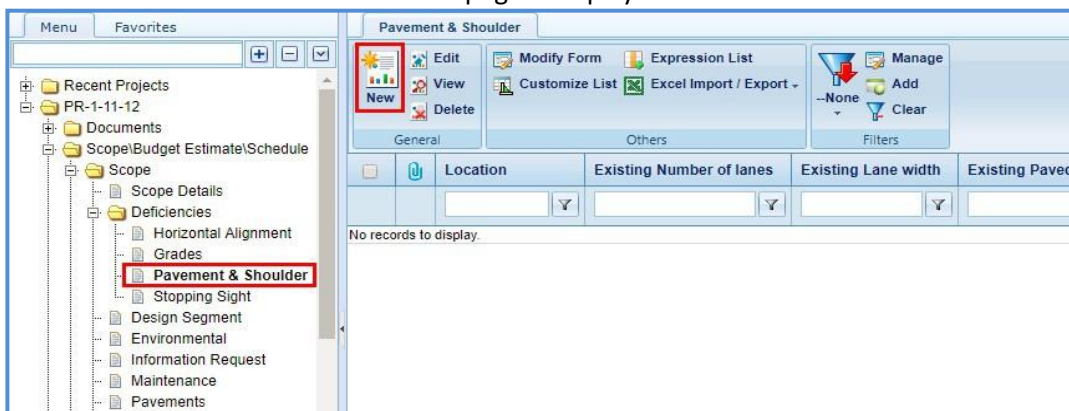 Menu Favorites
Recent Projects
PR-1-11-12
Documents
Scope\Budget Estimate\Schedule
Scope
Scope Details
Deficiencies
Horizontal Alignment
Grades
Pavement & Shoulder
Stopping Sight
Design Segment
Environmental
Information Request
Maintenance
Pavements
Pavement & Shoulder
New
Edit
View
Delete
General
Modify Form Expression List
Customize List Excel Import / Export
Others
--None
Manage
Add
Clear
Filters
Location Existing Number of lanes Existing Lane width Existing Paved
No records to display.